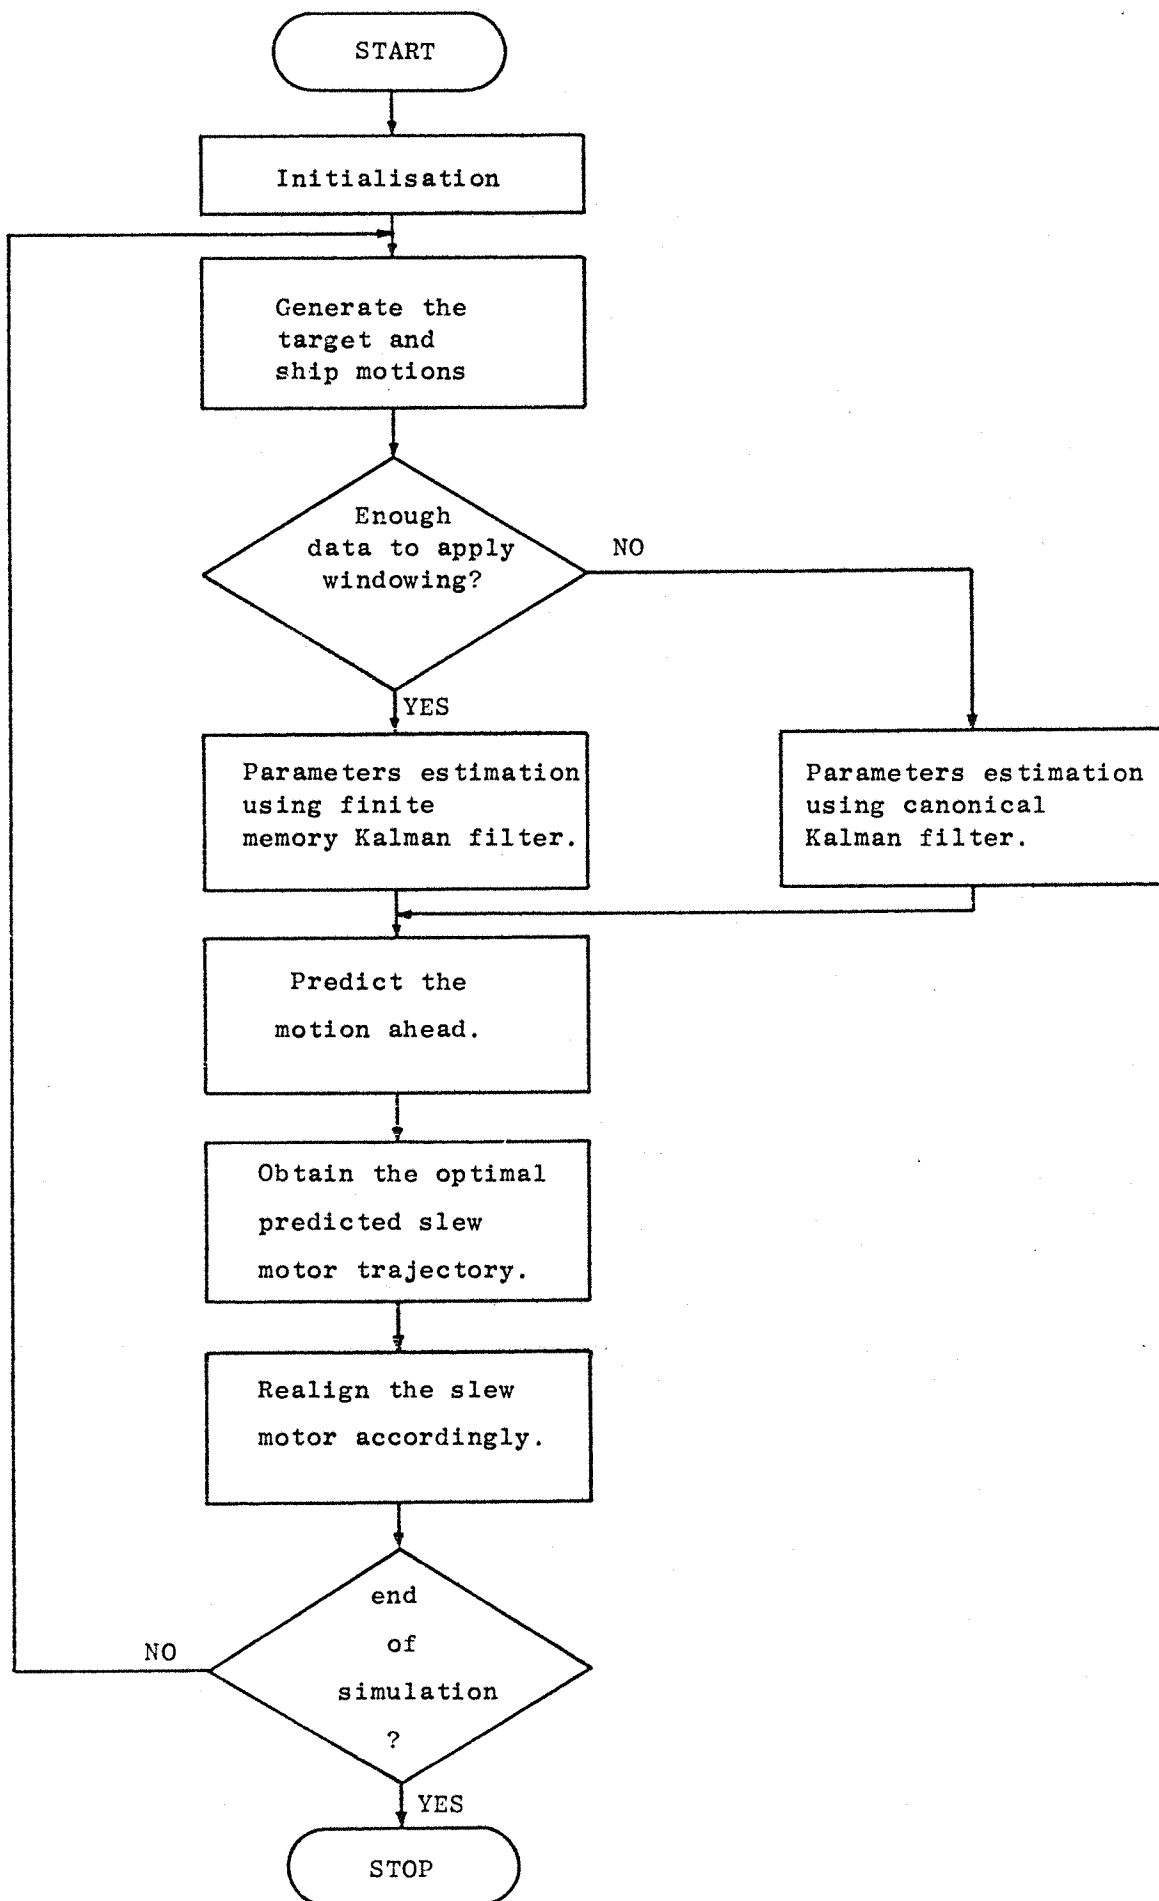 START
Initialisation
Generate the
target and
ship motions
Enough
data to apply
windowing?
NO
YES
Parameters estimation
using finite
memory Kalman filter.
Parameters estimation
using canonical
Kalman filter.
Predict the
motion ahead.
Obtain the optimal
predicted slew
motor trajectory.
Realign the slew
motor accordingly.
end
of
simulation
?
NO
YES
STOP